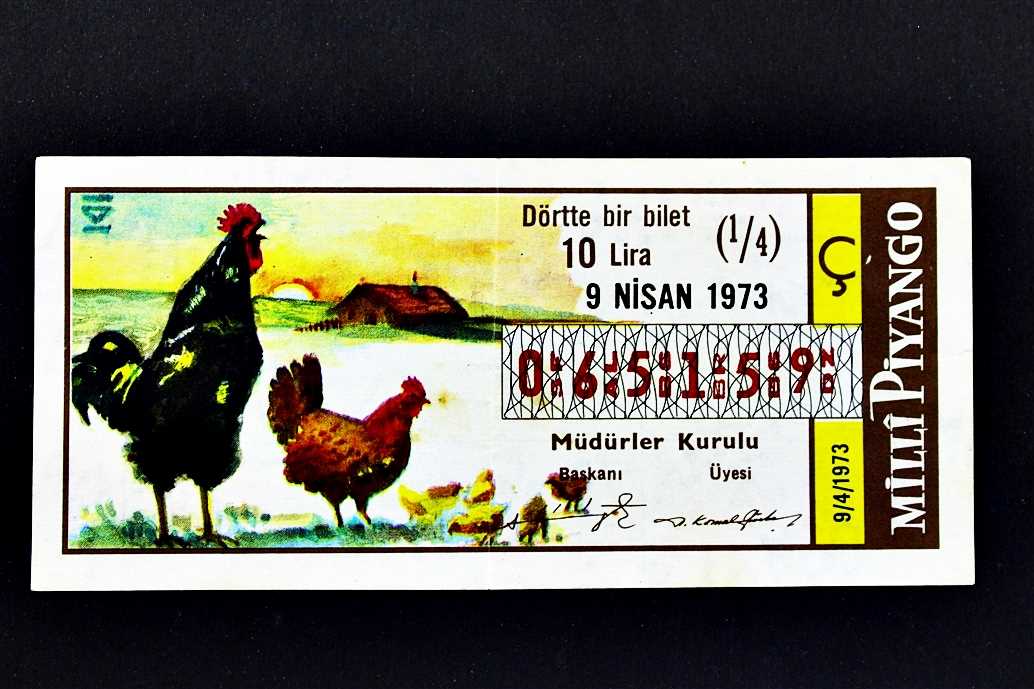 Dörtte bir bilet
10 Lira
(1/4)
9 NİSAN 1973
0 6 5 1 5 9
Müdürler Kurulu
Başkanı Üyesi
Ç
9/4/1973
MİLLÎ PİYANGO